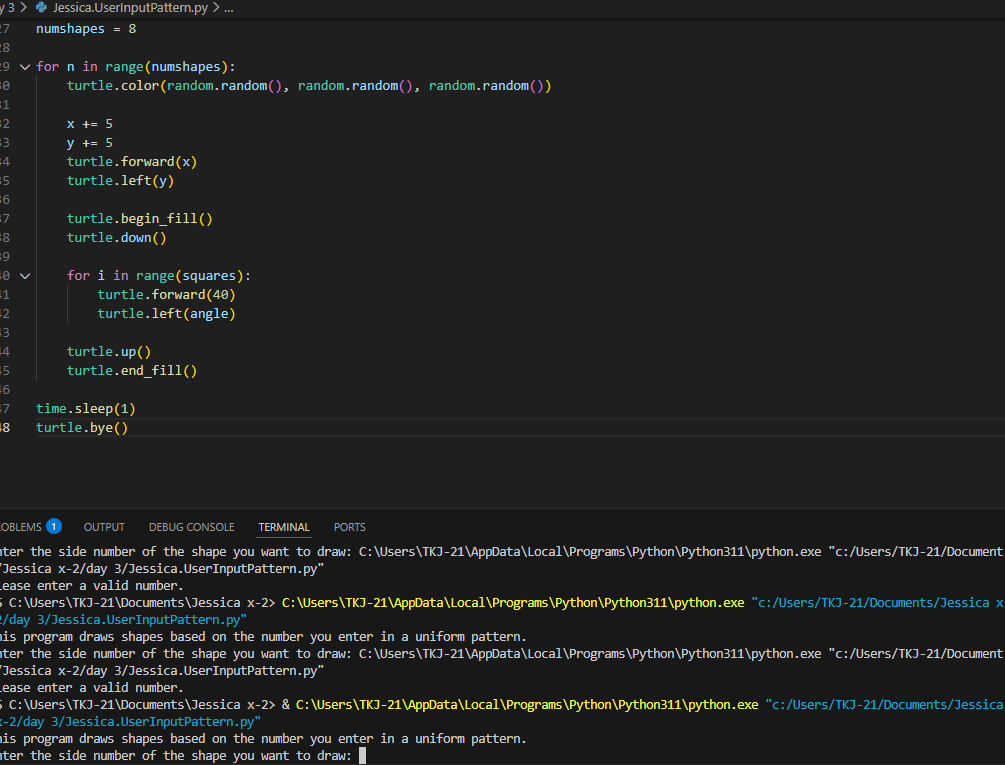 y 3 > Jessica.UserInputPattern.py > ...
27 numshapes = 8
28
29 for n in range(numshapes):
30 turtle.color(random.random(), random.random(), random.random())
31
32 x += 5
33 y += 5
34 turtle.forward(x)
35 turtle.left(y)
36
37 turtle.begin_fill()
38 turtle.down()
39
40 for i in range(squares):
41 turtle.forward(40)
42 turtle.left(angle)
43
44 turtle.up()
45 turtle.end_fill()
46
47 time.sleep(1)
48 turtle.bye()
OBLEMS 1 OUTPUT DEBUG CONSOLE TERMINAL PORTS
nter the side number of the shape you want to draw: C:\Users\TKJ-21\AppData\Local\Programs\Python\Python311\python.exe "c:/Users/TKJ-21/Document
/Jessica x-2/day 3/Jessica.UserInputPattern.py"
lease enter a valid number.
S C:\Users\TKJ-21\Documents\Jessica x-2> C:\Users\TKJ-21\AppData\Local\Programs\Python\Python311\python.exe "c:/Users/TKJ-21/Documents/Jessica x
2/day 3/Jessica.UserInputPattern.py"
his program draws shapes based on the number you enter in a uniform pattern.
nter the side number of the shape you want to draw: C:\Users\TKJ-21\AppData\Local\Programs\Python\Python311\python.exe "c:/Users/TKJ-21/Document
/Jessica x-2/day 3/Jessica.UserInputPattern.py"
lease enter a valid number.
S C:\Users\TKJ-21\Documents\Jessica x-2> & C:\Users\TKJ-21\AppData\Local\Programs\Python\Python311\python.exe "c:/Users/TKJ-21/Documents/Jessica
x-2/day 3/Jessica.UserInputPattern.py"
his program draws shapes based on the number you enter in a uniform pattern.
nter the side number of the shape you want to draw: